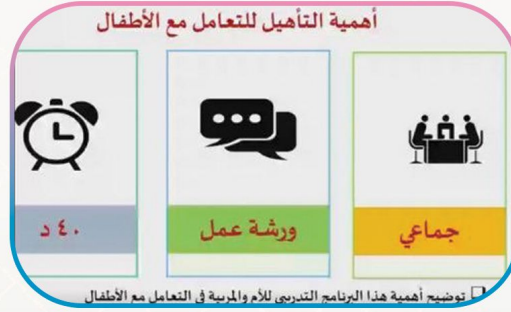 أهمية التأهيل للتعامل مع الأطفال
جماعي
ورشة عمل
٤٠ د
توضيح أهمية هذا البرنامج التدريبي للأم والمربية في التعامل مع الأطفال